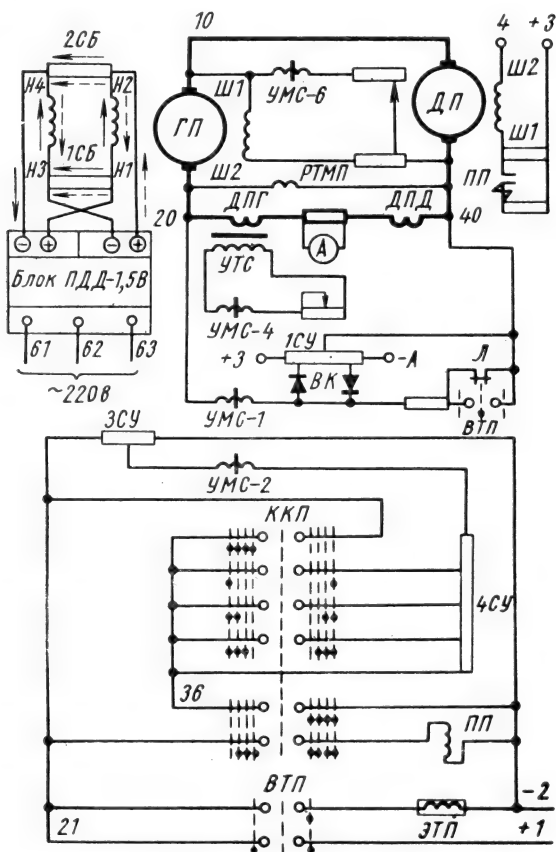 10
4 +3
2СБ
Н4 Н2
Ш1
УМС-6
ГП
ДП
Ш2
Ш1
1СБ
Н3 Н1
Ш2
РТМП
ПП
20
ДПГ
ДПД
40
А
Блок ПДД-1,5В
УТС
УМС-4
61 62 63
~220В
1СУ
+3
-А
ВК
Л
УМС-1
ВТП
3СУ
УМС-2
ККП
4СУ
36
ПП
ВТП
-2
21
ЭТП
+1